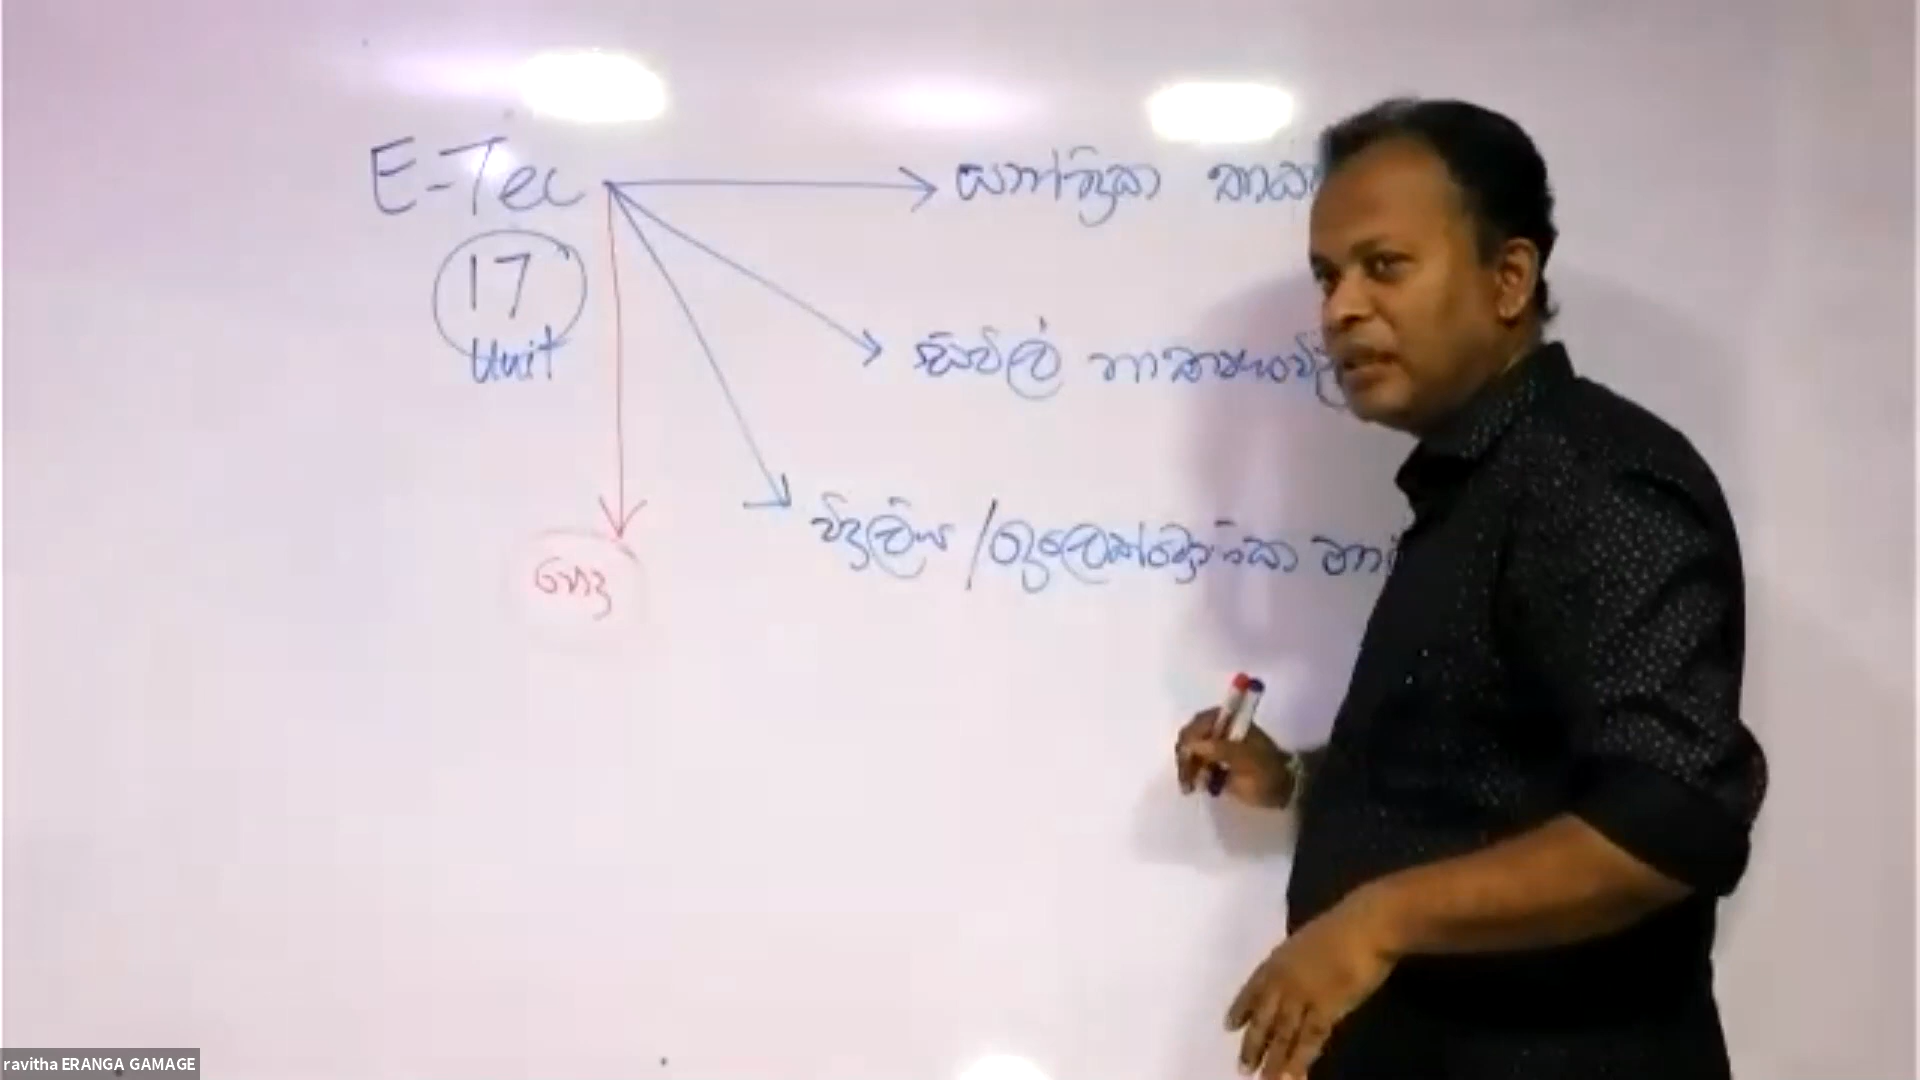 E-Tec
17
Unit
යාන්ත්‍රික
සිවිල් තාක්ෂණවේද
විදුලිය / ඉලෙක්ට්‍රොනික තා
පොදු
ravitha ERANGA GAMAGE